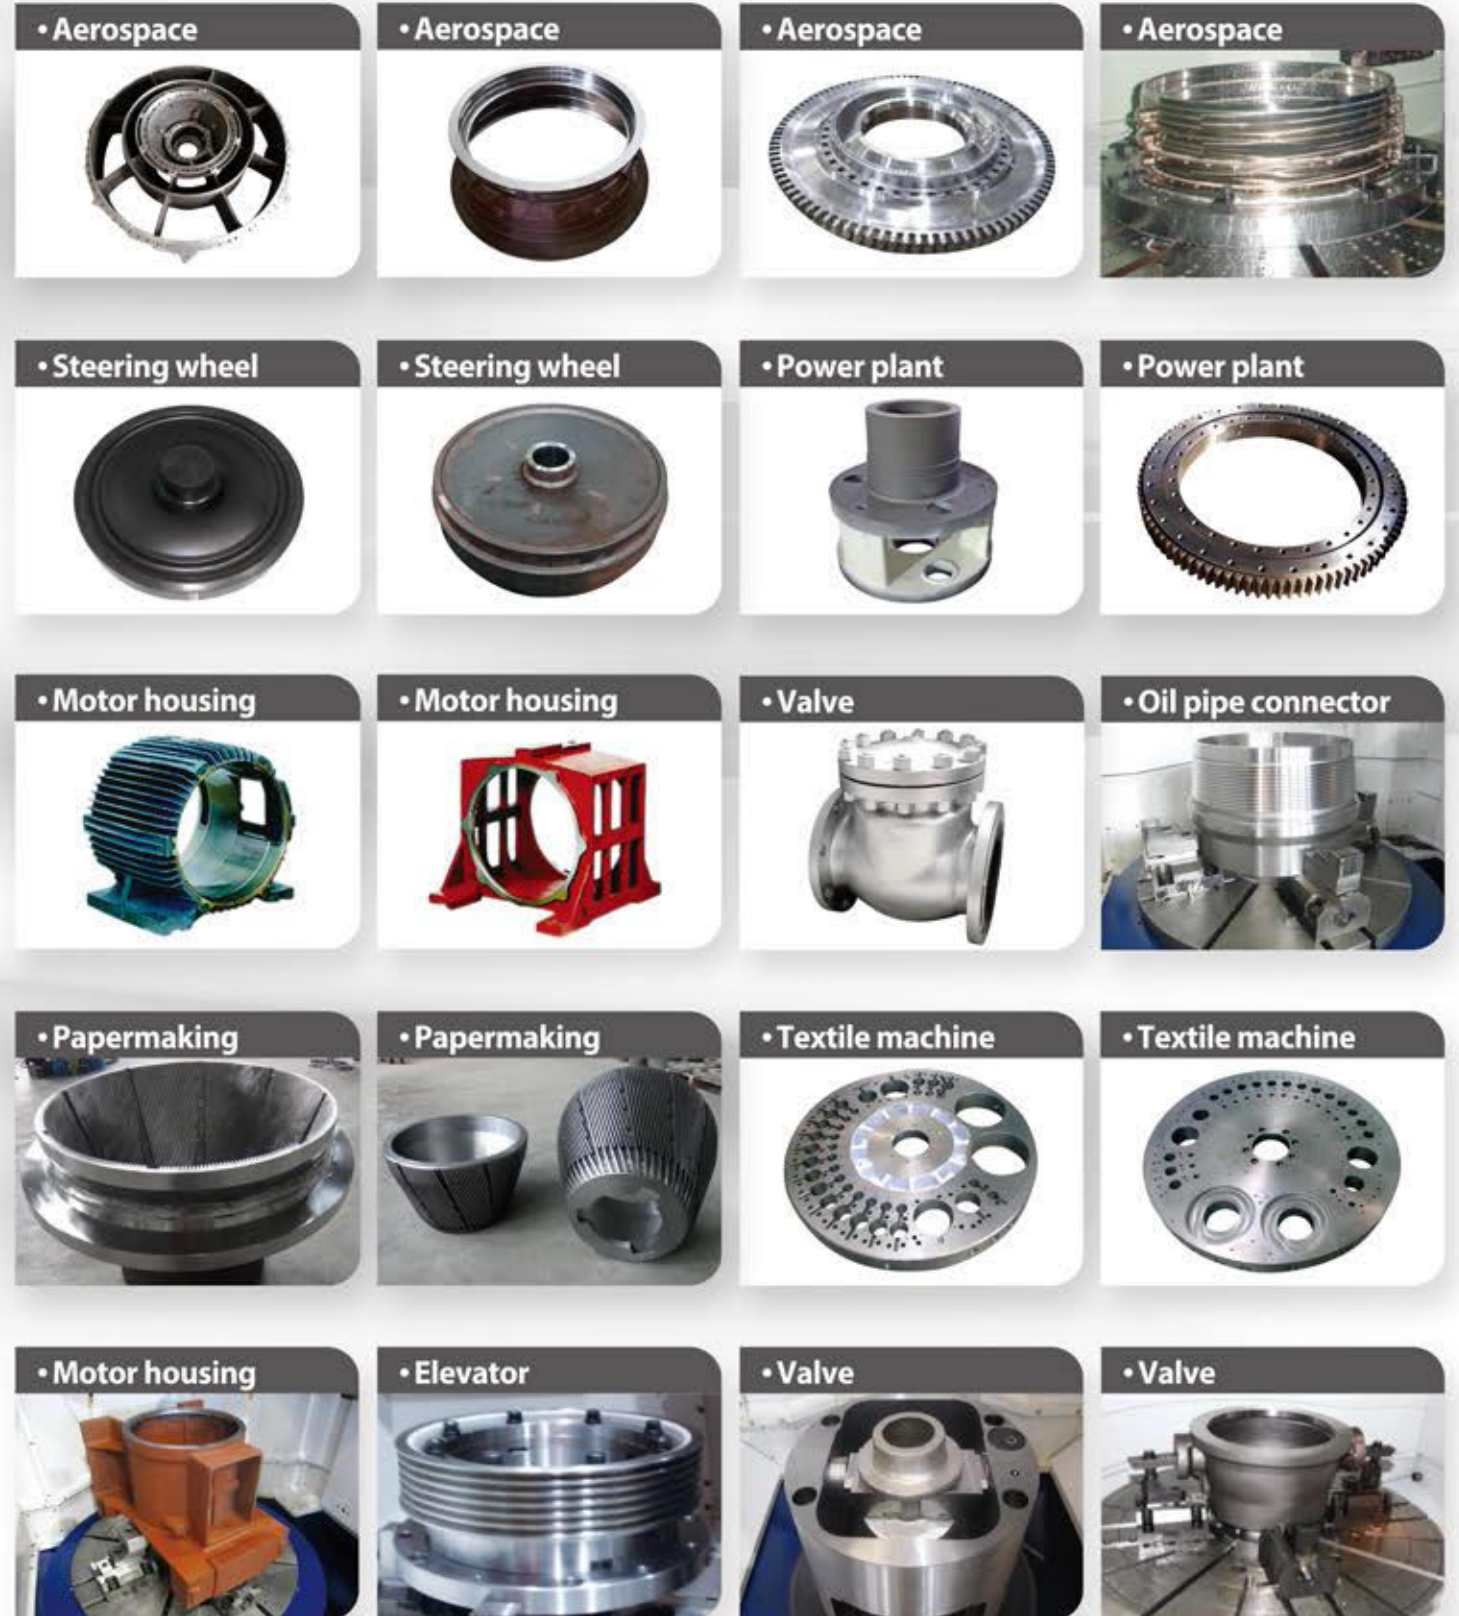 • Aerospace
• Aerospace
• Aerospace
• Aerospace
• Steering wheel
• Steering wheel
• Power plant
• Power plant
• Motor housing
• Motor housing
• Valve
• Oil pipe connector
• Papermaking
• Papermaking
• Textile machine
• Textile machine
• Motor housing
• Elevator
• Valve
• Valve